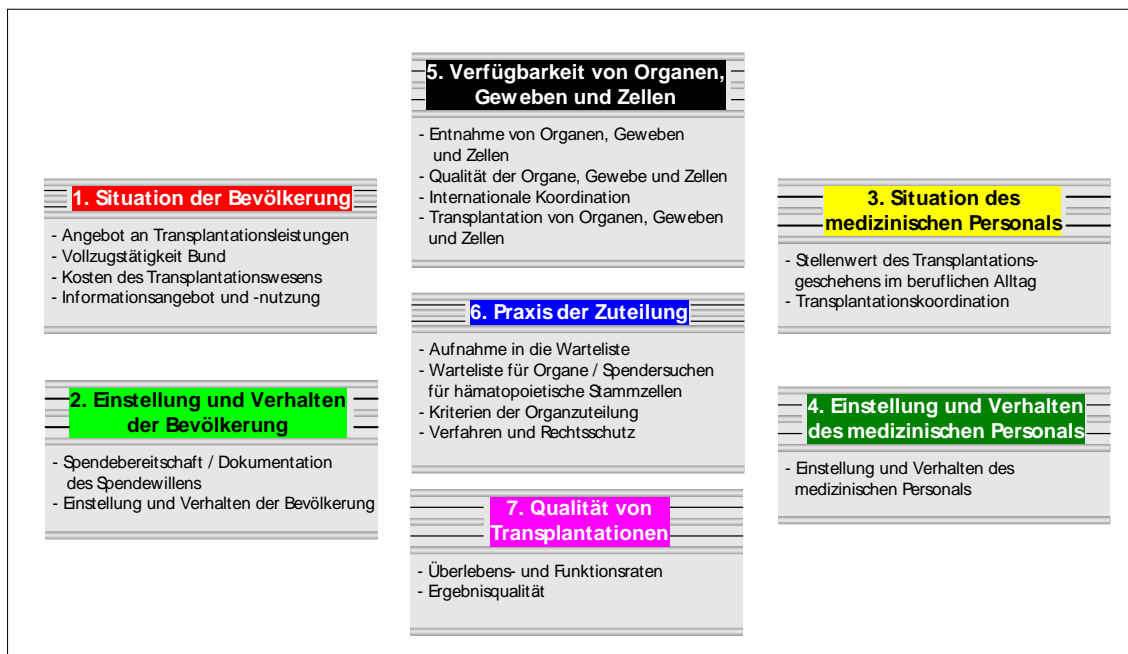 1. Situation der Bevölkerung
- Angebot an Transplantationsleistungen
- Vollzugstätigkeit Bund
- Kosten des Transplantationswesens
- Informationsangebot und -nutzung
2. Einstellung und Verhalten
der Bevölkerung
- Spendebereitschaft / Dokumentation
des Spendewillens
- Einstellung und Verhalten der Bevölkerung
5. Verfügbarkeit von Organen,
Geweben und Zellen
- Entnahme von Organen, Geweben
und Zellen
- Qualität der Organe, Gewebe und Zellen
- Internationale Koordination
- Transplantation von Organen, Geweben
und Zellen
6. Praxis der Zuteilung
- Aufnahme in die Warteliste
- Warteliste für Organe / Spendersuchen
für hämatopoietische Stammzellen
- Kriterien der Organzuteilung
- Verfahren und Rechtsschutz
7. Qualität von
Transplantationen
- Überlebens- und Funktionsraten
- Ergebnisqualität
3. Situation des
medizinischen Personals
- Stellenwert des Transplantations-
geschehens im beruflichen Alltag
- Transplantationskoordination
4. Einstellung und Verhalten
des medizinischen Personals
- Einstellung und Verhalten des
medizinischen Personals